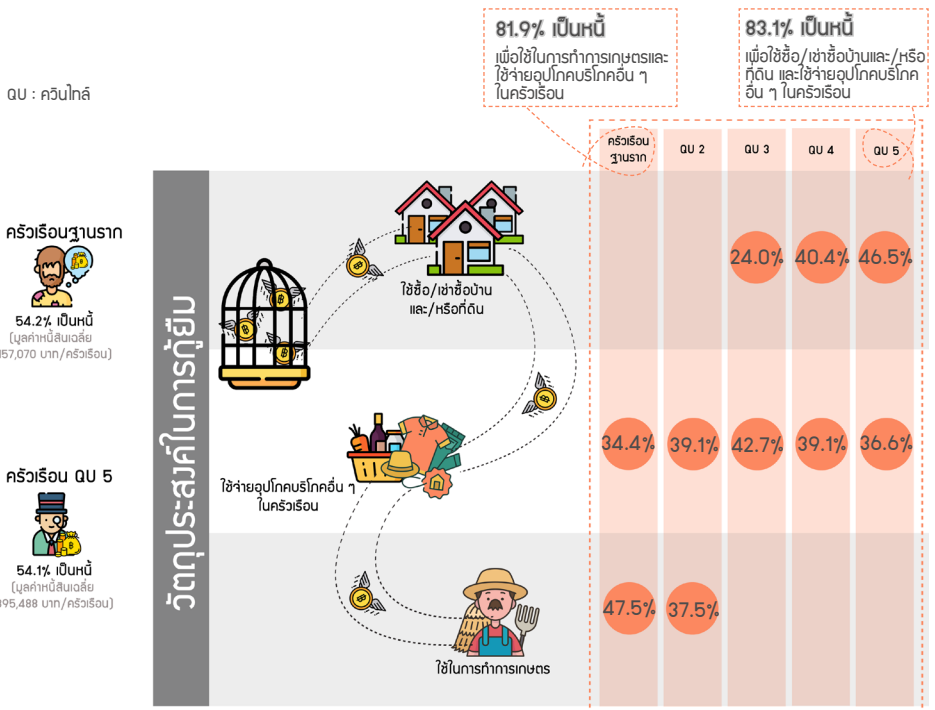 81.9% เป็นหนี้
เพื่อใช้ในการทำการเกษตรและ
ใช้จ่ายอุปโภคบริโภคอื่น ๆ
ในครัวเรือน
83.1% เป็นหนี้
เพื่อใช้ซื้อ/เช่าซื้อบ้านและ/หรือ
ที่ดิน และใช้จ่ายอุปโภคบริโภค
อื่น ๆ ในครัวเรือน
QU : ควินไทล์
ครัวเรือน
ฐานราก
QU 2
QU 3
QU 4
QU 5
ครัวเรือนฐานราก
54.2% เป็นหนี้
(มูลค่าหนี้สินเฉลี่ย
157,070 บาท/ครัวเรือน)
ครัวเรือน QU 5
54.1% เป็นหนี้
(มูลค่าหนี้สินเฉลี่ย
895,488 บาท/ครัวเรือน)
วัตถุประสงค์ในการกู้ยืม
ใช้ซื้อ/เช่าซื้อบ้าน
และ/หรือที่ดิน
24.0%
40.4%
46.5%
ใช้จ่ายอุปโภคบริโภคอื่น ๆ
ในครัวเรือน
34.4%
39.1%
42.7%
39.1%
36.6%
ใช้ในการทำการเกษตร
47.5%
37.5%